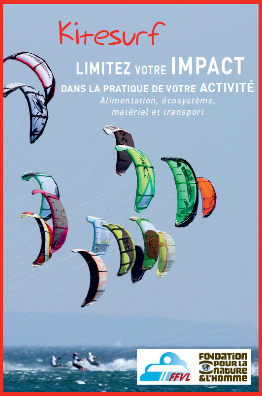 Kitesurf
LIMITEZ VOTRE IMPACT
DANS LA PRATIQUE DE VOTRE ACTIVITÉ
Alimentation, écosystème,
matériel et transport
FFVL
FONDATION
POUR LA
NATURE
& L'HOMME